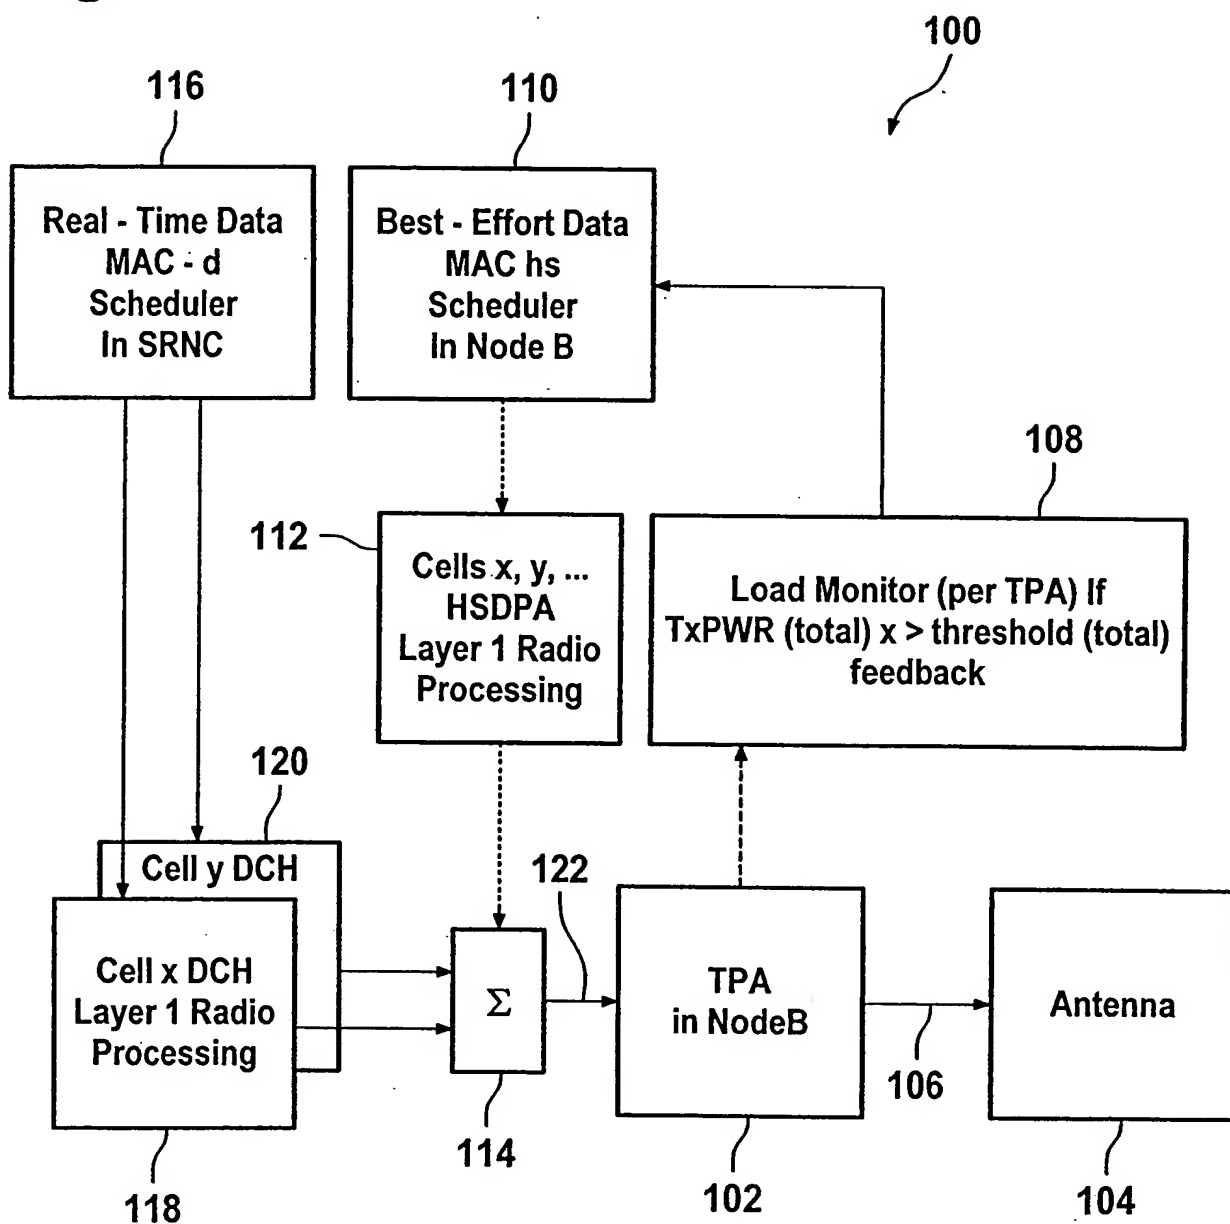 100
116
110
Real - Time Data
MAC - d
Scheduler
In SRNC
Best - Effort Data
MAC hs
Scheduler
In Node B
108
112
Cells x, y, ...
HSDPA
Layer 1 Radio
Processing
Load Monitor (per TPA) If
TxPWR (total) x > threshold (total)
feedback
120
Cell y DCH
122
Cell x DCH
Layer 1 Radio
Processing
Σ
TPA
in NodeB
Antenna
106
114
118
102
104